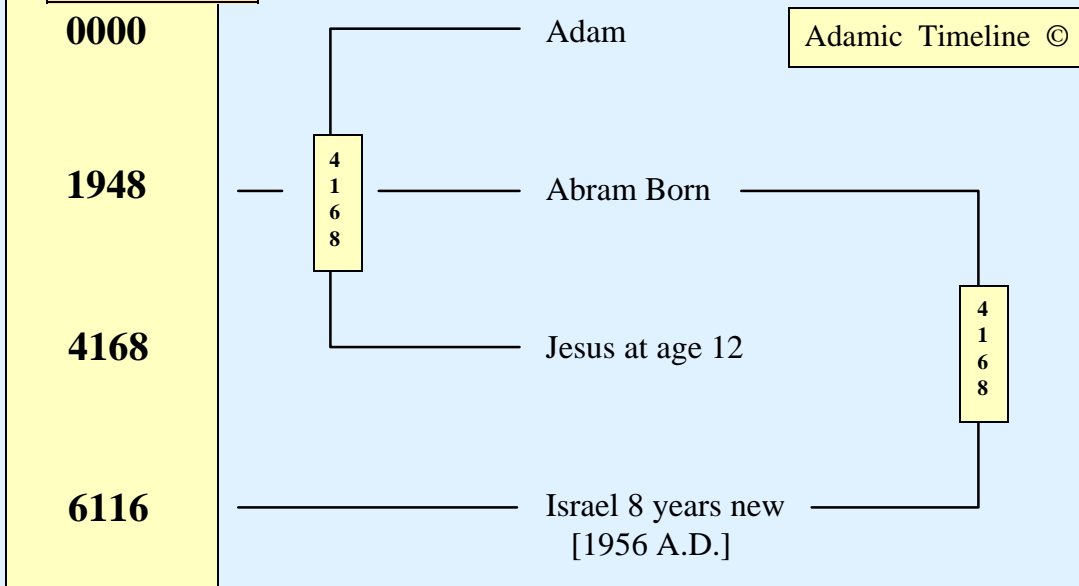 0000 Adam Adamic Timeline ©
4
1
6
8
1948 Abram Born
4168 Jesus at age 12
4
1
6
8
6116 Israel 8 years new
[1956 A.D.]